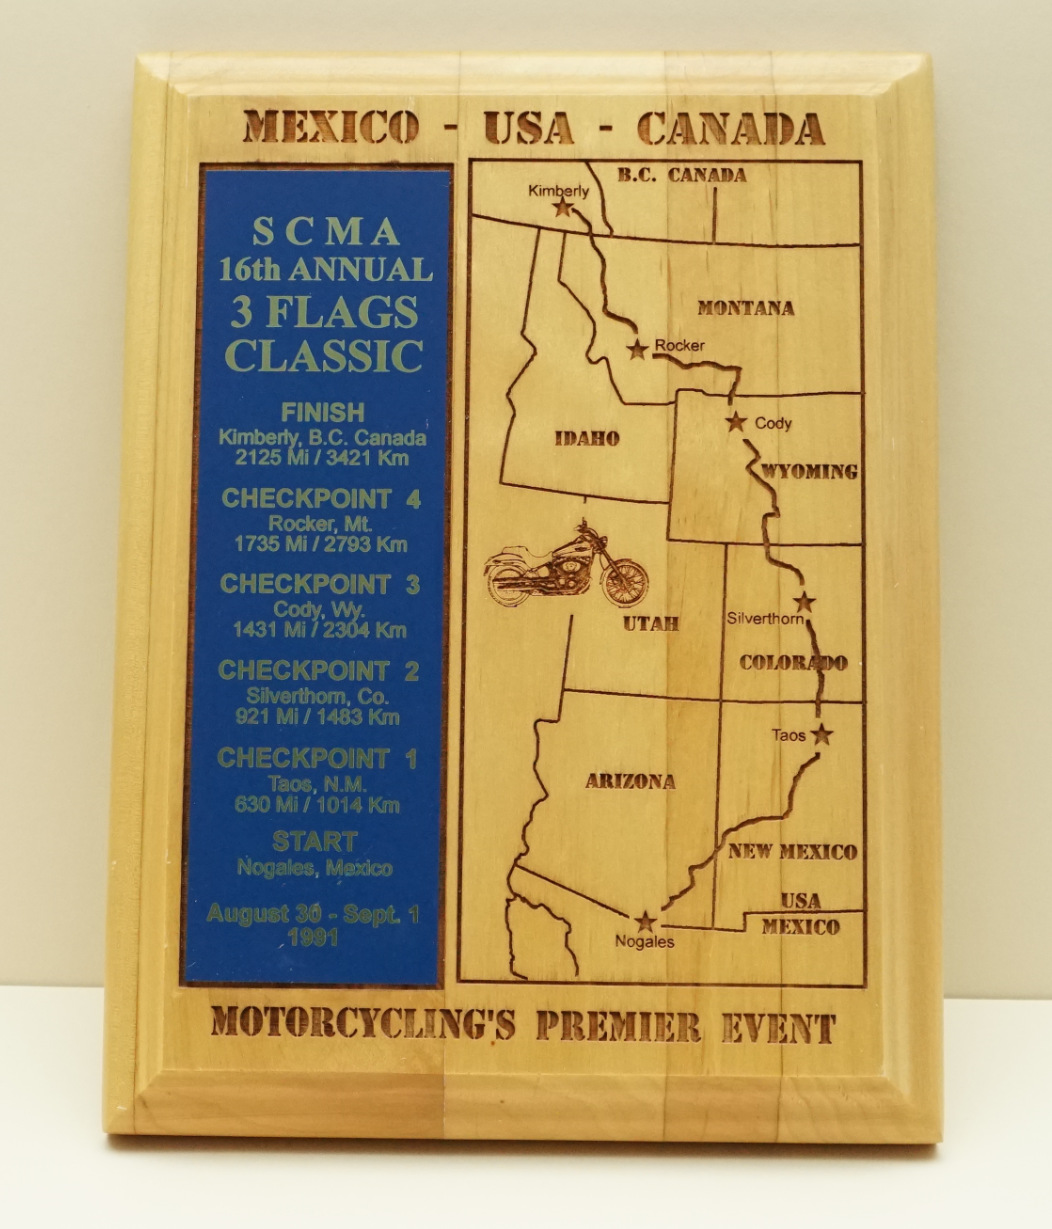 MEXICO - USA - CANADA
SCMA
16th ANNUAL
3 FLAGS
CLASSIC
FINISH
Kimberly, B.C. Canada
2125 Mi / 3421 Km
CHECKPOINT 4
Rocker, Mt.
1735 Mi / 2793 Km
CHECKPOINT 3
Cody, Wy.
1431 Mi / 2304 Km
CHECKPOINT 2
Silverthorn, Co.
921 Mi / 1483 Km
CHECKPOINT 1
Taos, N.M.
630 Mi / 1014 Km
START
Nogales, Mexico
August 30 - Sept. 1
1991
B.C. CANADA
Kimberly
MONTANA
Rocker
Cody
IDAHO
WYOMING
Silverthorn
UTAH
COLORADO
Taos
ARIZONA
NEW MEXICO
USA
MEXICO
Nogales
MOTORCYCLING'S PREMIER EVENT